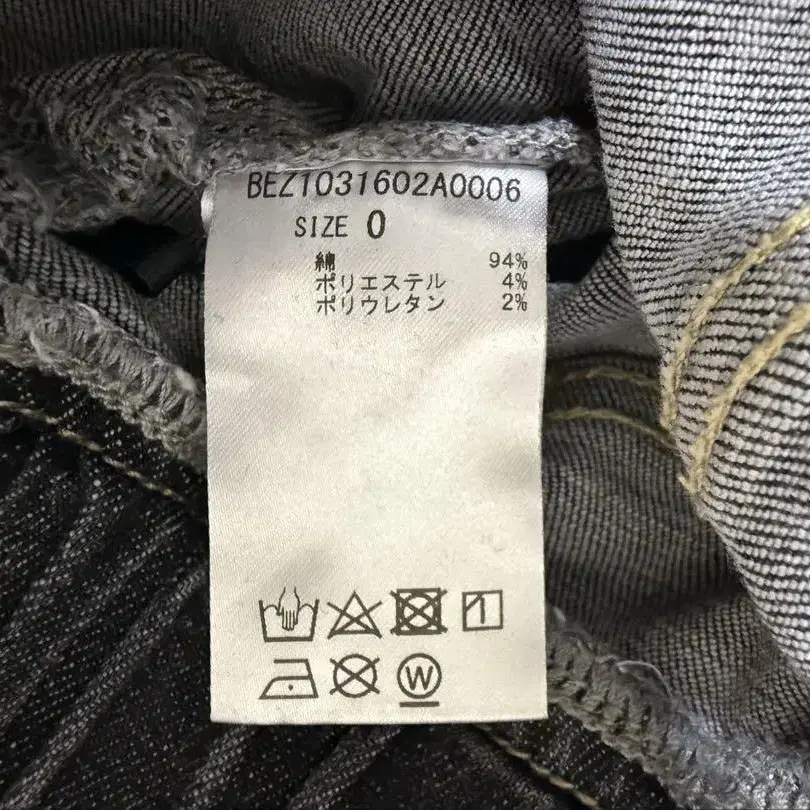 BEZ1031602A0006
SIZE 0
綿 94%
ポリエステル 4%
ポリウレタン 2%
W